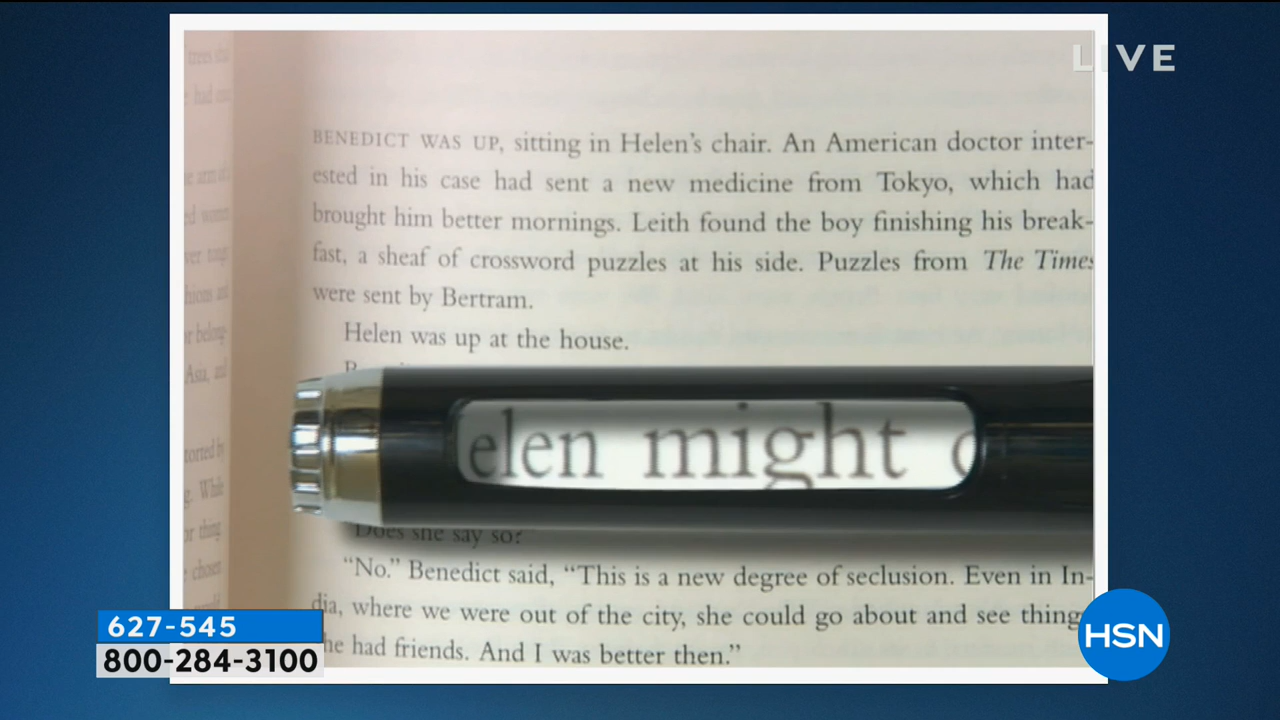 LIVE
BENEDICT WAS UP, sitting in Helen's chair. An American doctor inter-
ested in his case had sent a new medicine from Tokyo, which had
brought him better mornings. Leith found the boy finishing his break-
fast, a sheaf of crossword puzzles at his side. Puzzles from The Times
were sent by Bertram.
Helen was up at the house.
elen might
Does she say so?
"No." Benedict said, "This is a new degree of seclusion. Even in In-
dia, where we were out of the city, she could go about and see thing
he had friends. And I was better then."
627-545
800-284-3100
HSN